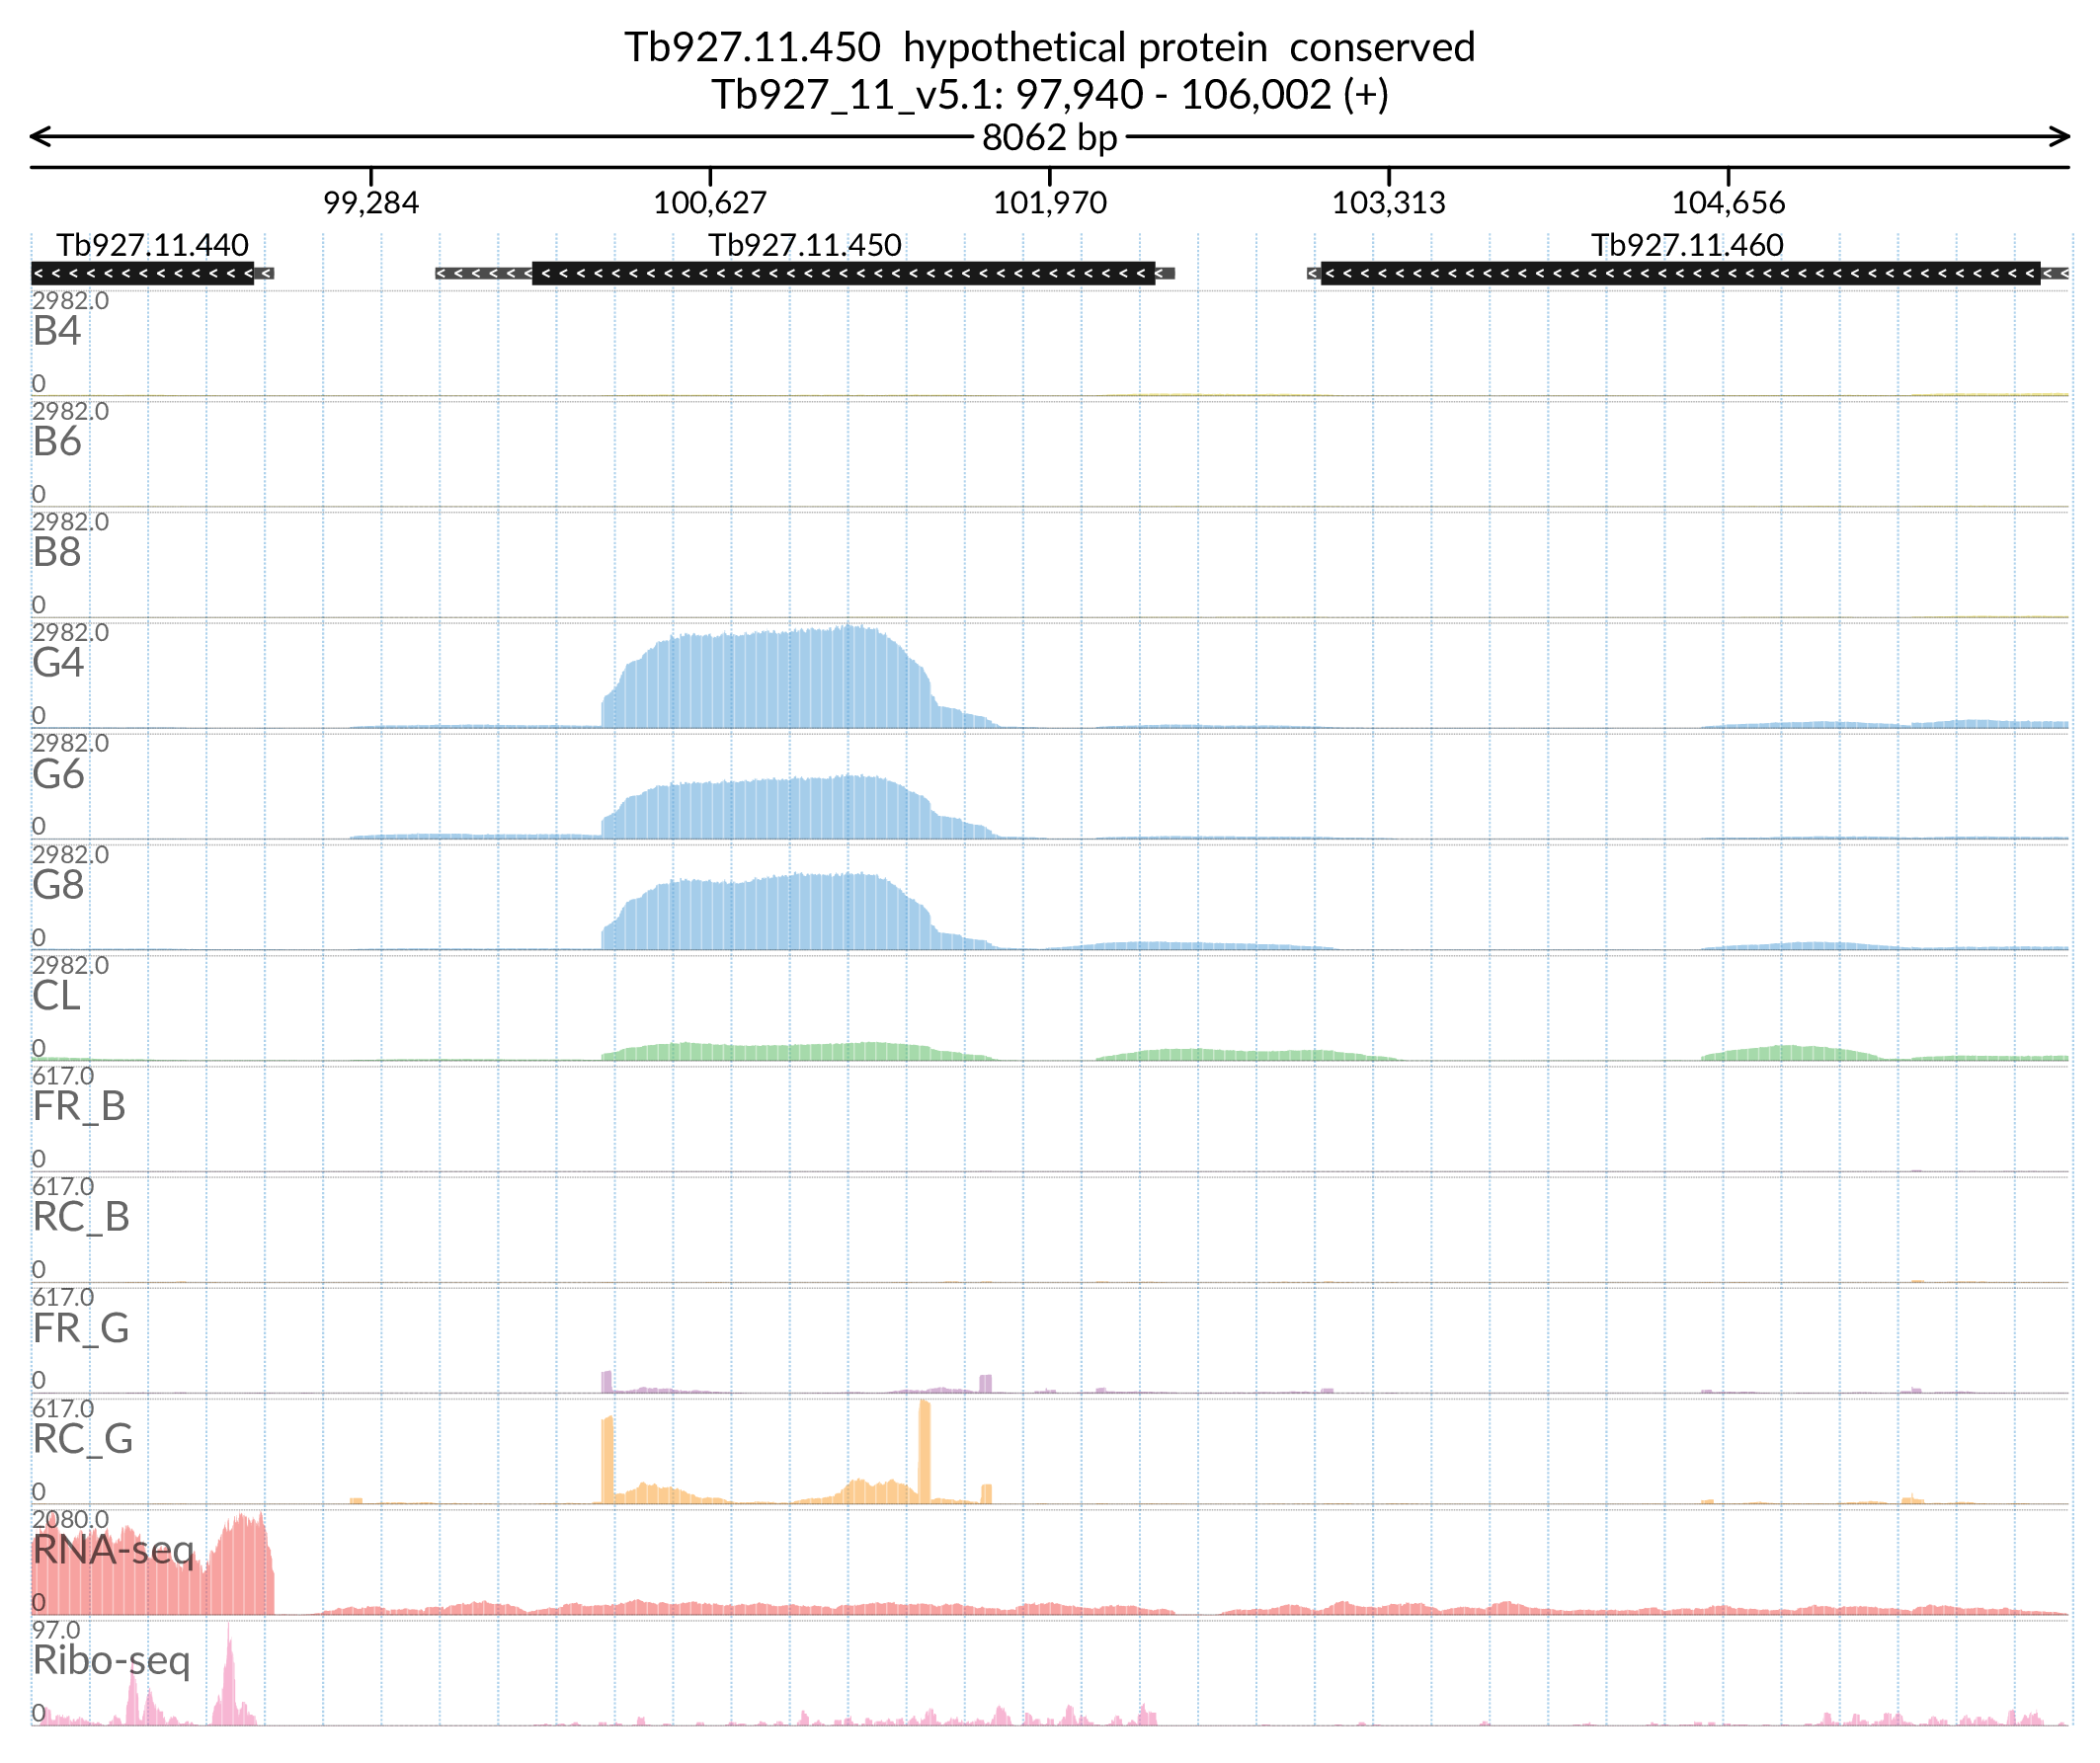 Tb927.11.450  hypothetical protein  conserved
Tb927_11_v5.1: 97,940 - 106,002 (+)
8062 bp
99,284 100,627 101,970 103,313 104,656
Tb927.11.440 Tb927.11.450 Tb927.11.460
2982.0
B4
0
2982.0
B6
0
2982.0
B8
0
2982.0
G4
0
2982.0
G6
0
2982.0
G8
0
2982.0
CL
0
617.0
FR_B
0
617.0
RC_B
0
617.0
FR_G
0
617.0
RC_G
0
2080.0
RNA-seq
0
97.0
Ribo-seq
0